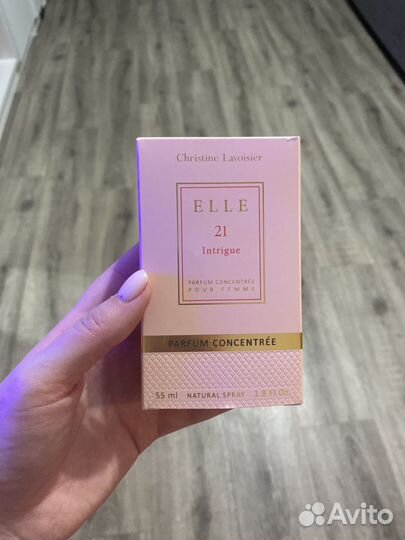 Christine Lavoisier
ELLE
21
Intrigue
PARFUM CONCENTRÉE
POUR FEMME
PARFUM CONCENTRÉE
55 ml NATURAL SPRAY 1.8 Fl.Oz.
Avito